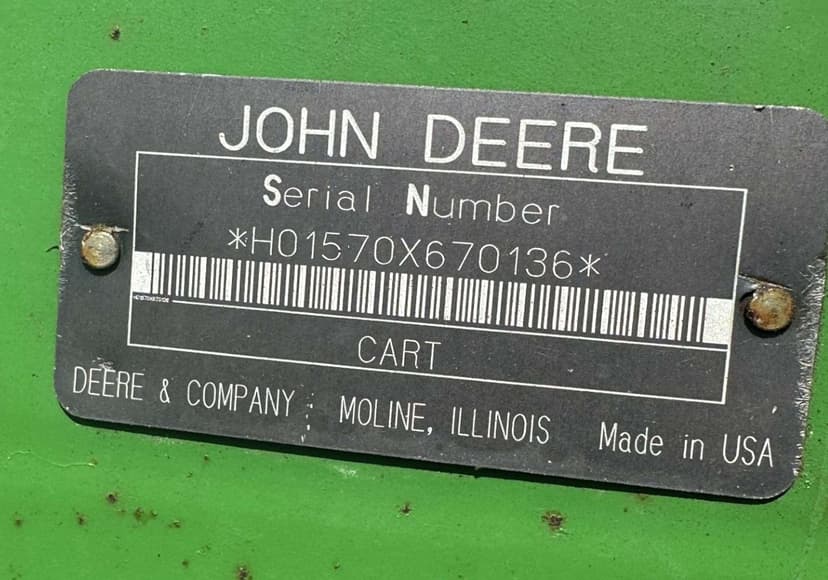 JOHN DEERE
Serial Number
*H01570X670136*
CART
DEERE & COMPANY MOLINE, ILLINOIS Made in USA